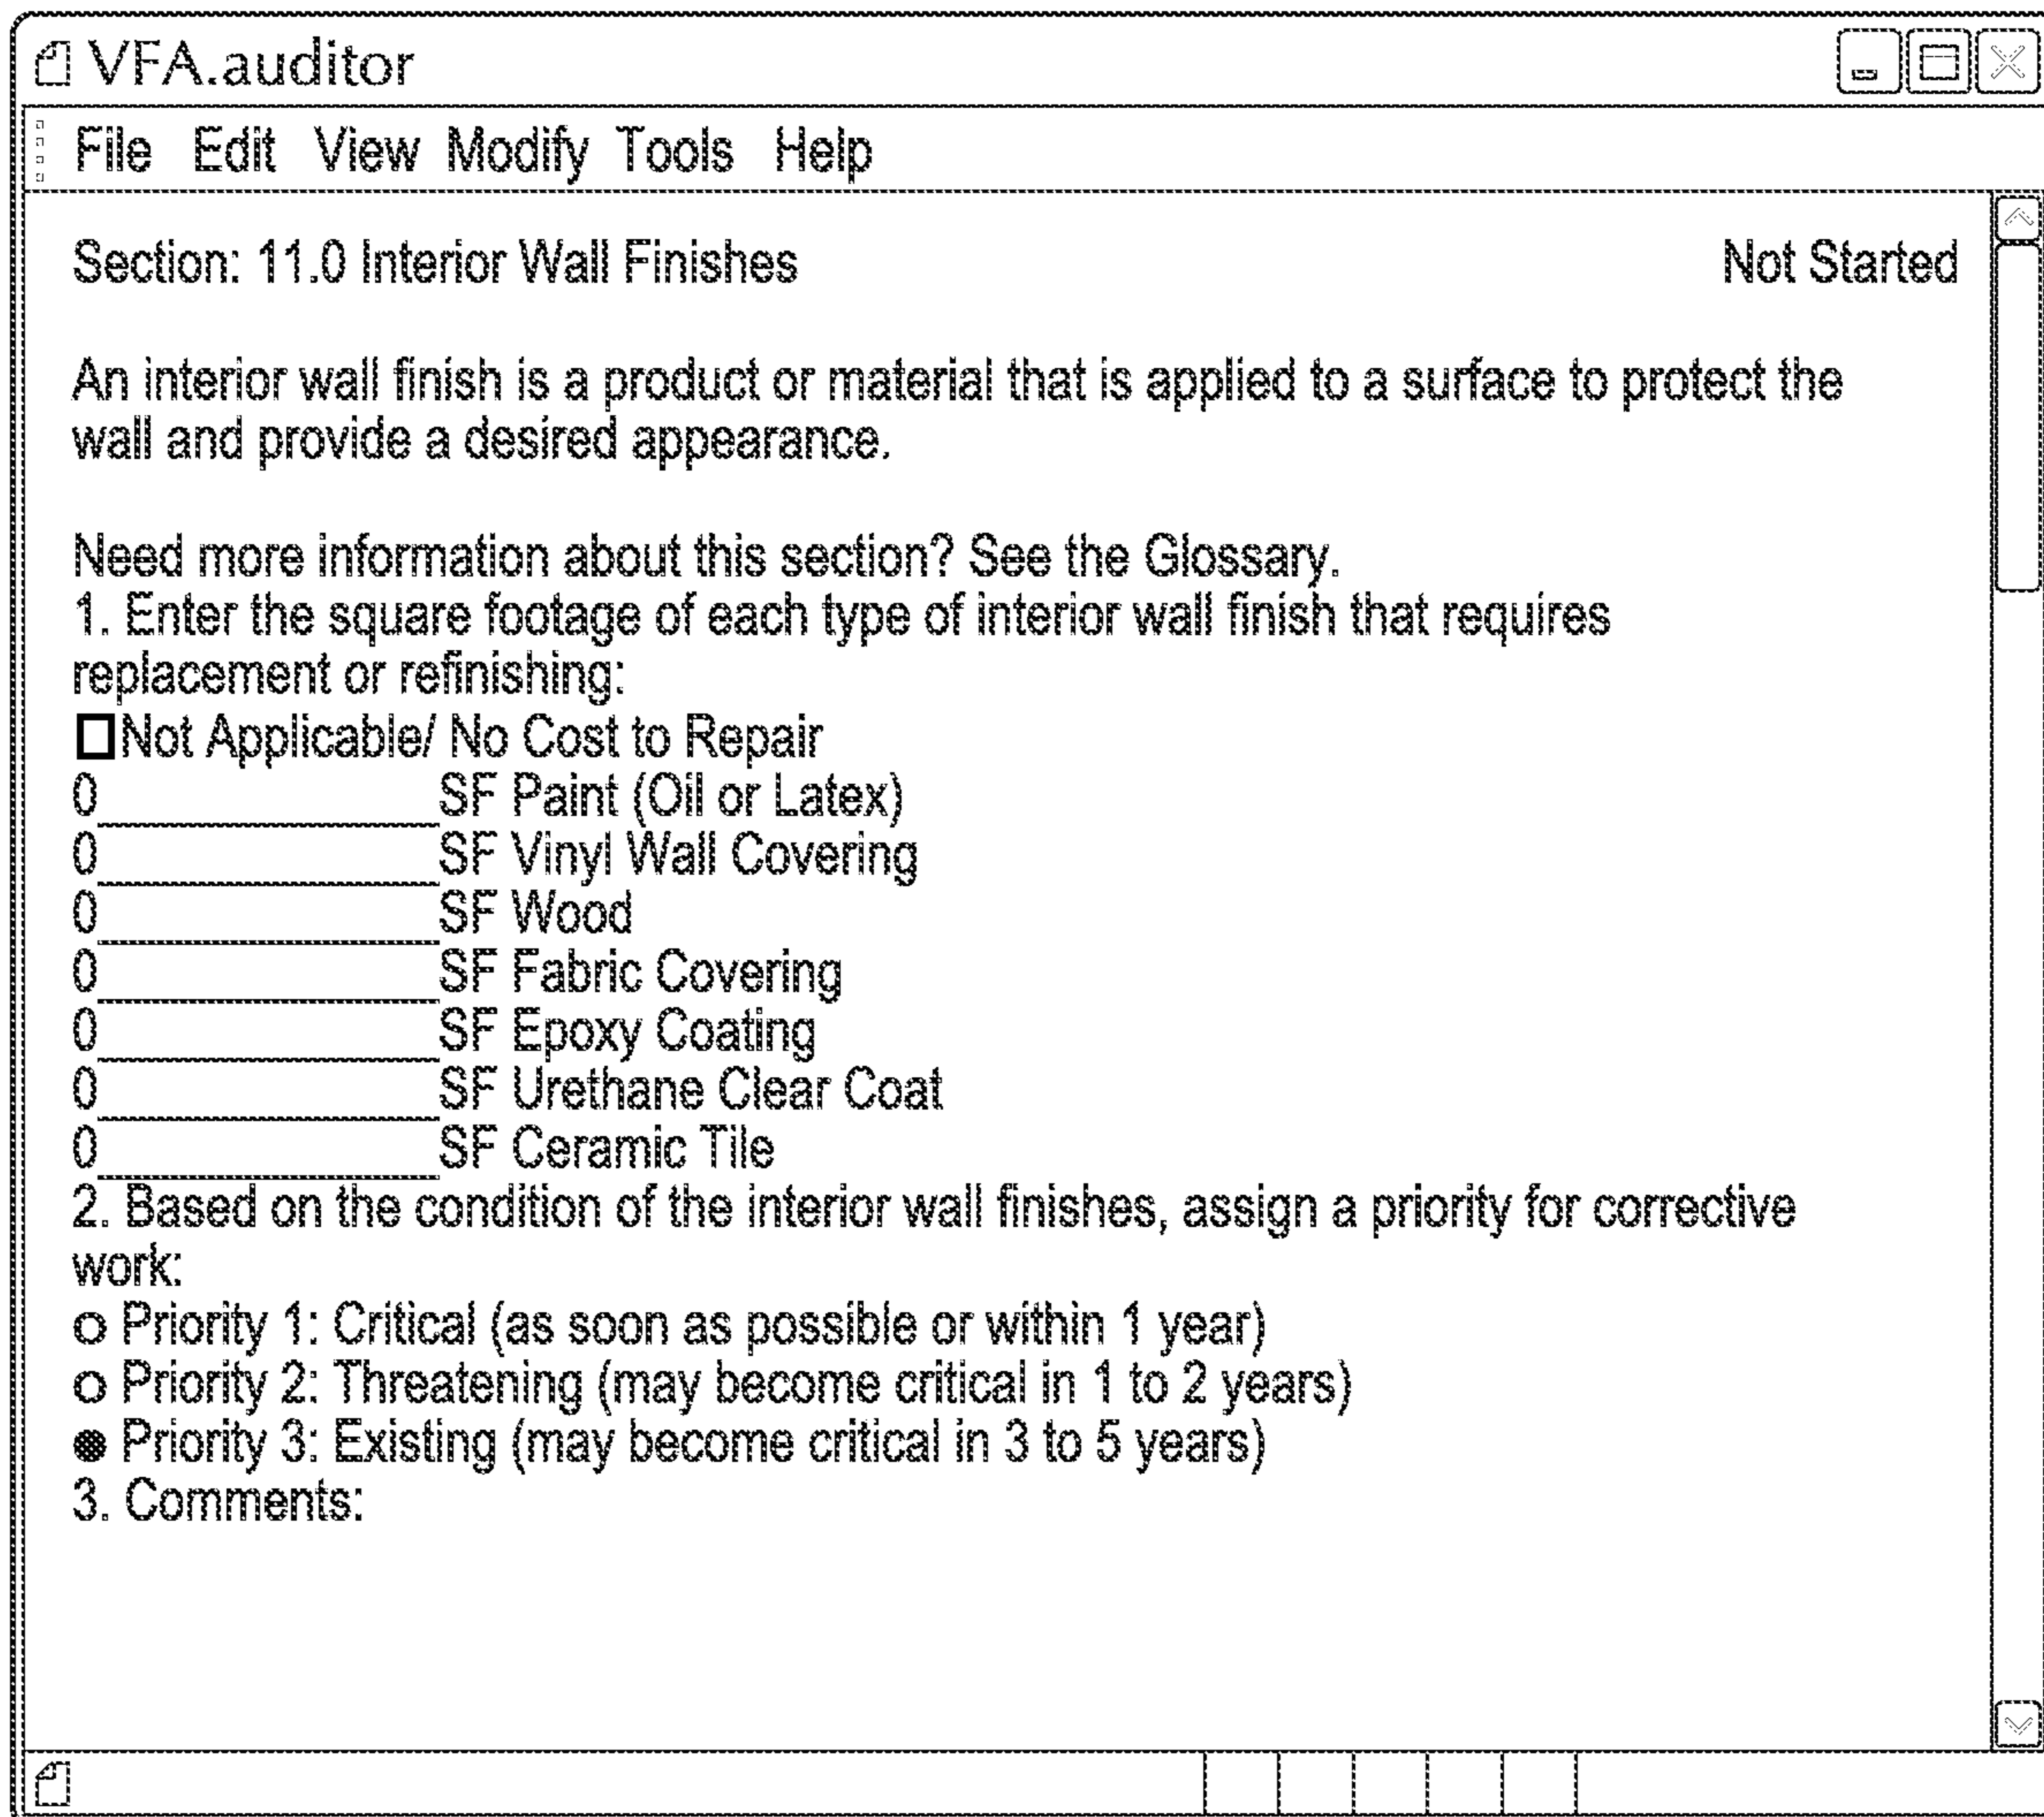 VFA.auditor
File Edit View Modify Tools Help
Section: 11.0 Interior Wall Finishes Not Started
An interior wall finish is a product or material that is applied to a surface to protect the
wall and provide a desired appearance.
Need more information about this section? See the Glossary.
1. Enter the square footage of each type of interior wall finish that requires
replacement or refinishing:
Not Applicable/ No Cost to Repair
0 SF Paint (Oil or Latex)
0 SF Vinyl Wall Covering
0 SF Wood
0 SF Fabric Covering
0 SF Epoxy Coating
0 SF Urethane Clear Coat
0 SF Ceramic Tile
2. Based on the condition of the interior wall finishes, assign a priority for corrective
work:
Priority 1: Critical (as soon as possible or within 1 year)
Priority 2: Threatening (may become critical in 1 to 2 years)
Priority 3: Existing (may become critical in 3 to 5 years)
3. Comments: